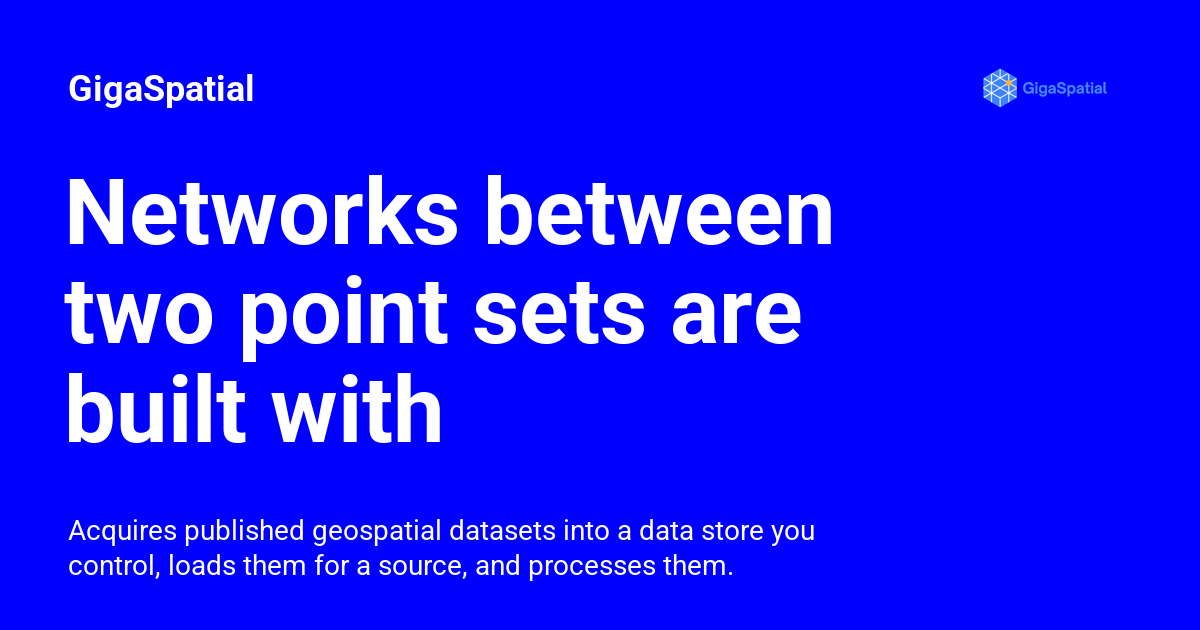 GigaSpatial
GigaSpatial
Networks between
two point sets are
built with
Acquires published geospatial datasets into a data store you
control, loads them for a source, and processes them.